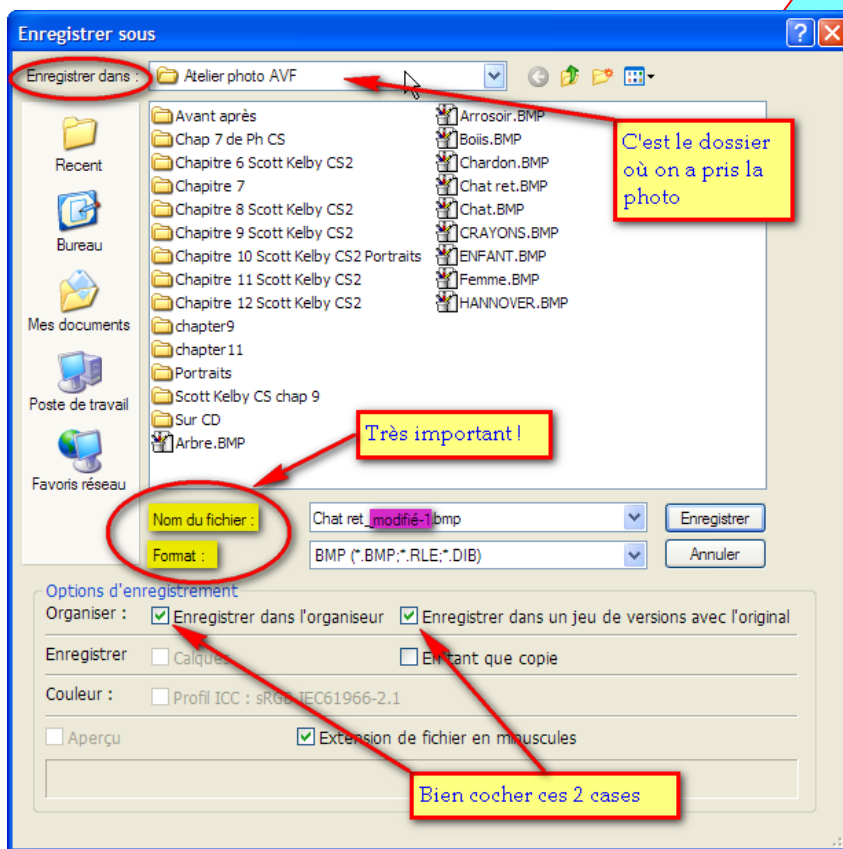 Enregistrer sous
Enregistrer dans :
Atelier photo AVF
Recent
Bureau
Mes documents
Poste de travail
Favoris réseau
Avant après
Chap 7 de Ph CS
Chapitre 6 Scott Kelby CS2
Chapitre 7
Chapitre 8 Scott Kelby CS2
Chapitre 9 Scott Kelby CS2
Chapitre 10 Scott Kelby CS2 Portraits
Chapitre 11 Scott Kelby CS2
Chapitre 12 Scott Kelby CS2
chapter9
chapter11
Portraits
Scott Kelby CS chap 9
Sur CD
Arbre.BMP
Arrosoir.BMP
Boiis.BMP
Chardon.BMP
Chat ret.BMP
Chat.BMP
CRAYONS.BMP
ENFANT.BMP
Femme.BMP
HANNOVER.BMP
C'est le dossier
où on a pris la
photo
Très important !
Nom du fichier :
Chat ret_modifié-1.bmp
Enregistrer
Format :
BMP (*.BMP;*.RLE;*.DIB)
Annuler
Options d'enregistrement
Organiser :
Enregistrer dans l'organiseur
Enregistrer dans un jeu de versions avec l'original
Enregistrer
Calques
En tant que copie
Couleur :
Profil ICC : sRGB IEC61966-2.1
Aperçu
Extension de fichier en minuscules
Bien cocher ces 2 cases